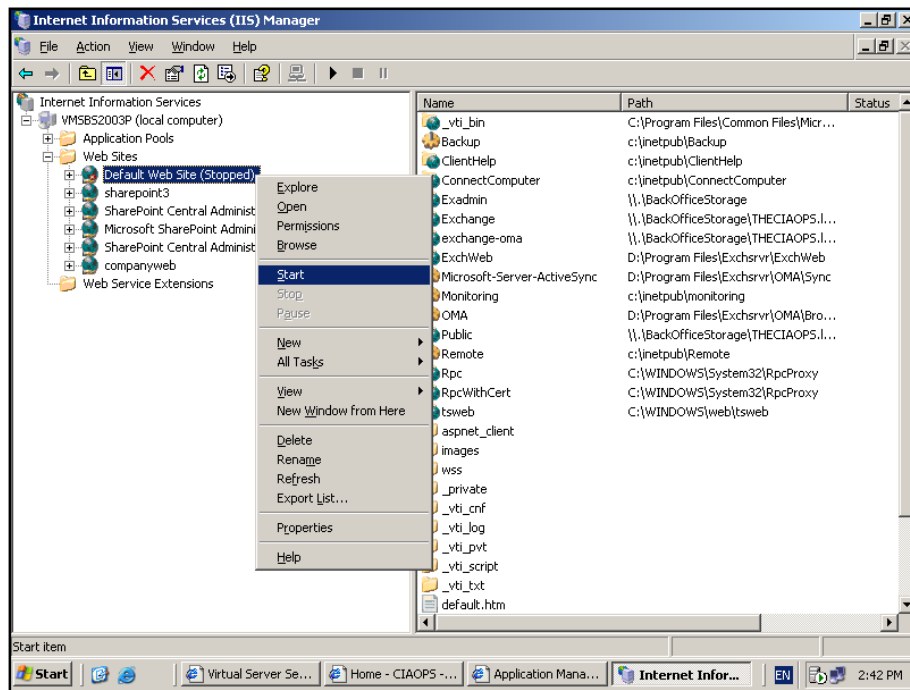 Internet Information Services (IIS) Manager
File Action View Window Help
Internet Information Services
VMSBS2003P (local computer)
Application Pools
Web Sites
Default Web Site (Stopped)
sharepoint3
SharePoint Central Administ
Microsoft SharePoint Admini
SharePoint Central Administ
companyweb
Web Service Extensions
Explore
Open
Permissions
Browse
Start
Stop
Pause
New
All Tasks
View
New Window from Here
Delete
Rename
Refresh
Export List...
Properties
Help
Name Path Status
_vti_bin C:\Program Files\Common Files\Micr...
Backup c:\inetpub\Backup
ClientHelp c:\inetpub\ClientHelp
ConnectComputer c:\inetpub\ConnectComputer
Exadmin \\.\BackOfficeStorage
Exchange \\.\BackOfficeStorage\THECIAOPS.l...
exchange-oma \\.\BackOfficeStorage\THECIAOPS.l...
ExchWeb D:\Program Files\Exchsrvr\ExchWeb
Microsoft-Server-ActiveSync D:\Program Files\Exchsrvr\OMA\Sync
Monitoring c:\inetpub\monitoring
OMA D:\Program Files\Exchsrvr\OMA\Bro...
Public \\.\BackOfficeStorage\THECIAOPS.l...
Remote c:\inetpub\Remote
Rpc C:\WINDOWS\System32\RpcProxy
RpcWithCert C:\WINDOWS\System32\RpcProxy
tsweb C:\WINDOWS\web\tsweb
aspnet_client
images
wss
_private
_vti_cnf
_vti_log
_vti_pvt
_vti_script
_vti_txt
default.htm
Start item
Start Virtual Server Se... Home - CIAOPS -... Application Mana... Internet Infor... EN 2:42 PM